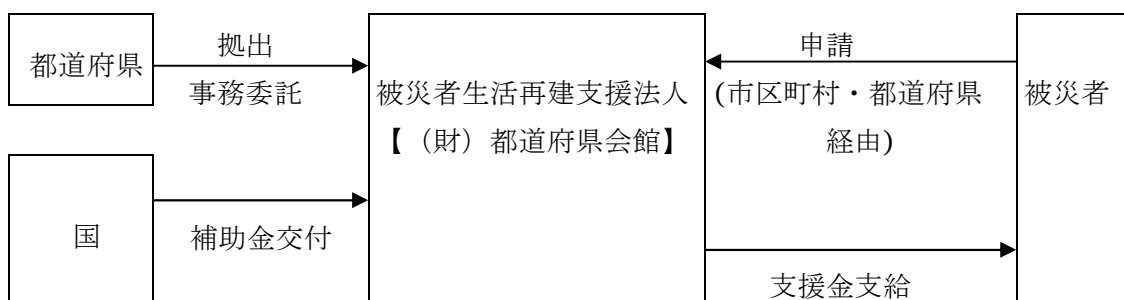 都道府県
拠出
事務委託
被災者生活再建支援法人
【（財）都道府県会館】
申請
(市区町村・都道府県
経由)
被災者
国
補助金交付
支援金支給